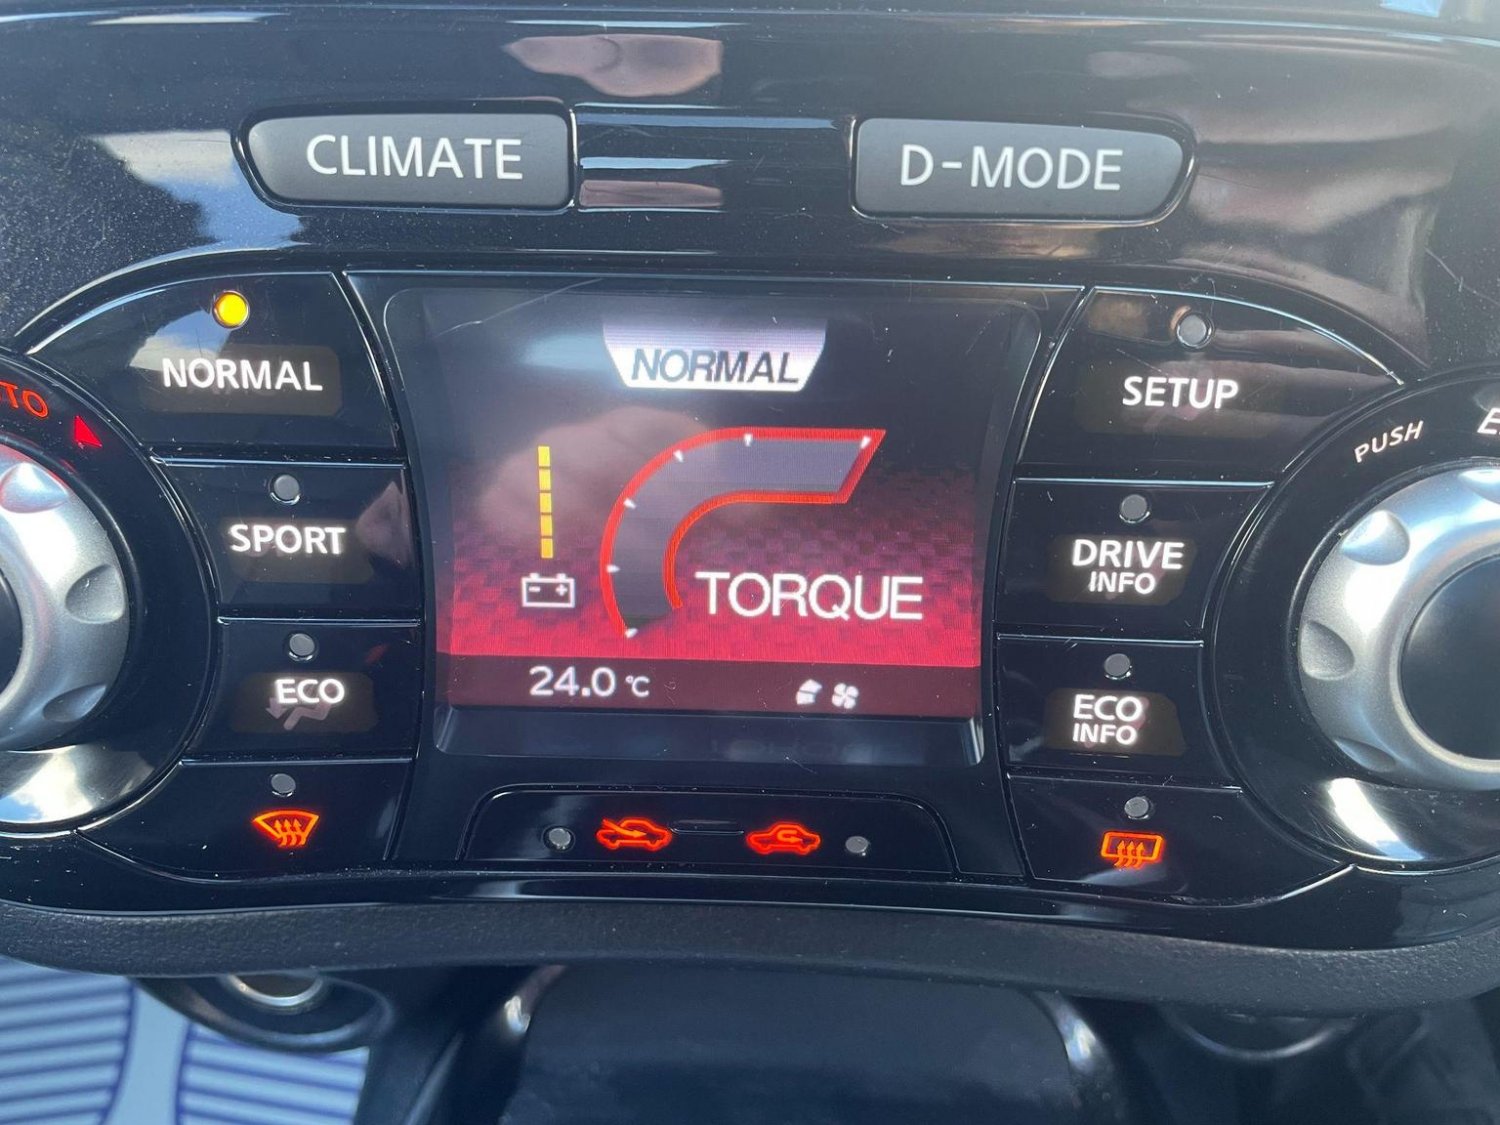 CLIMATE
D-MODE
NORMAL
NORMAL
SETUP
PUSH
SPORT
DRIVE
INFO
TORQUE
ECO
24.0 °C
ECO
INFO